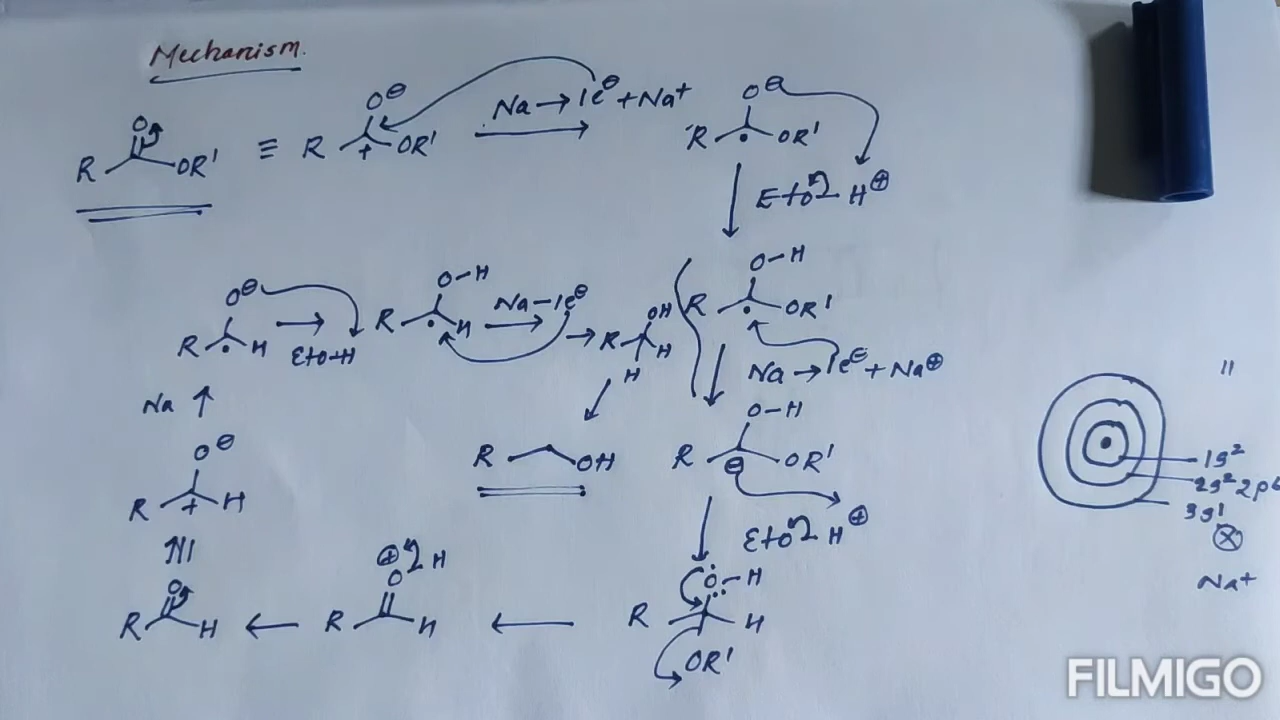 Mechanism.
O
R OR'
≡
O⊖
R + OR'
Na → 1e⊖ + Na+
O⊖
R • OR'
EtO H⊕
O-H
R • OR'
Na → 1e⊖ + Na⊕
O-H
R ⊖ OR'
EtO H⊕
O-H
R H
OR'
⊕ H
O
R H
O
R H
O⊖
R + H
Na
O⊖
R • H
EtO-H
O-H
R • H
Na-1e⊖
OH
R H
H
R OH
1s²
2s² 2p6
3s¹
⊗
Na+
"
FILMIGO